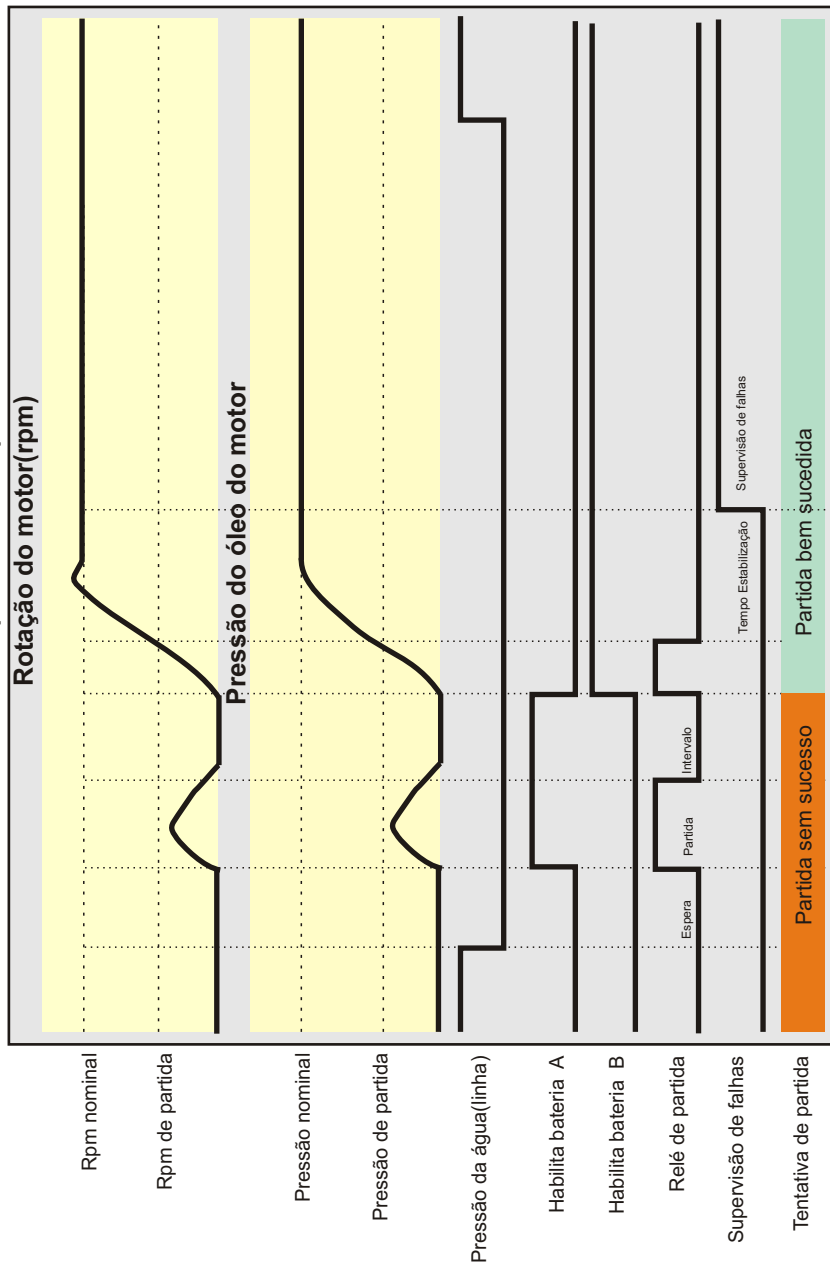 Rotação do motor(rpm)
Rpm nominal
Rpm de partida
Pressão do óleo do motor
Pressão nominal
Pressão de partida
Pressão da água(linha)
Habilita bateria A
Habilita bateria B
Relé de partida
Espera
Partida
Intervalo
Supervisão de falhas
Tempo Estabilização
Supervisão de falhas
Tentativa de partida
Partida sem sucesso
Partida bem sucedida